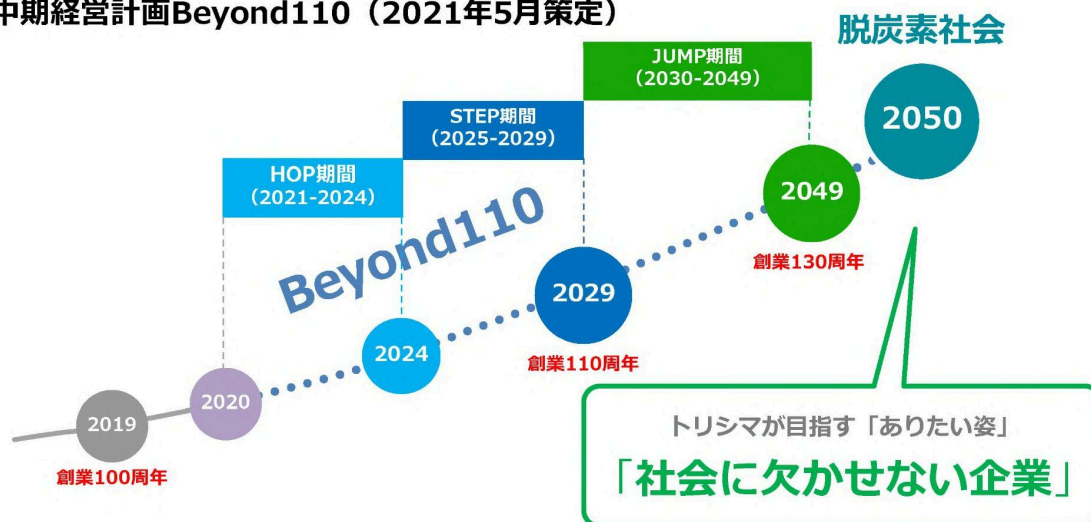 中期経営計画Beyond110（2021年5月策定）
脱炭素社会
JUMP期間
（2030-2049）
STEP期間
（2025-2029）
HOP期間
（2021-2024）
2050
2049
創業130周年
Beyond110
2029
創業110周年
2024
2020
2019
創業100周年
トリシマが目指す「ありたい姿」
「社会に欠かせない企業」